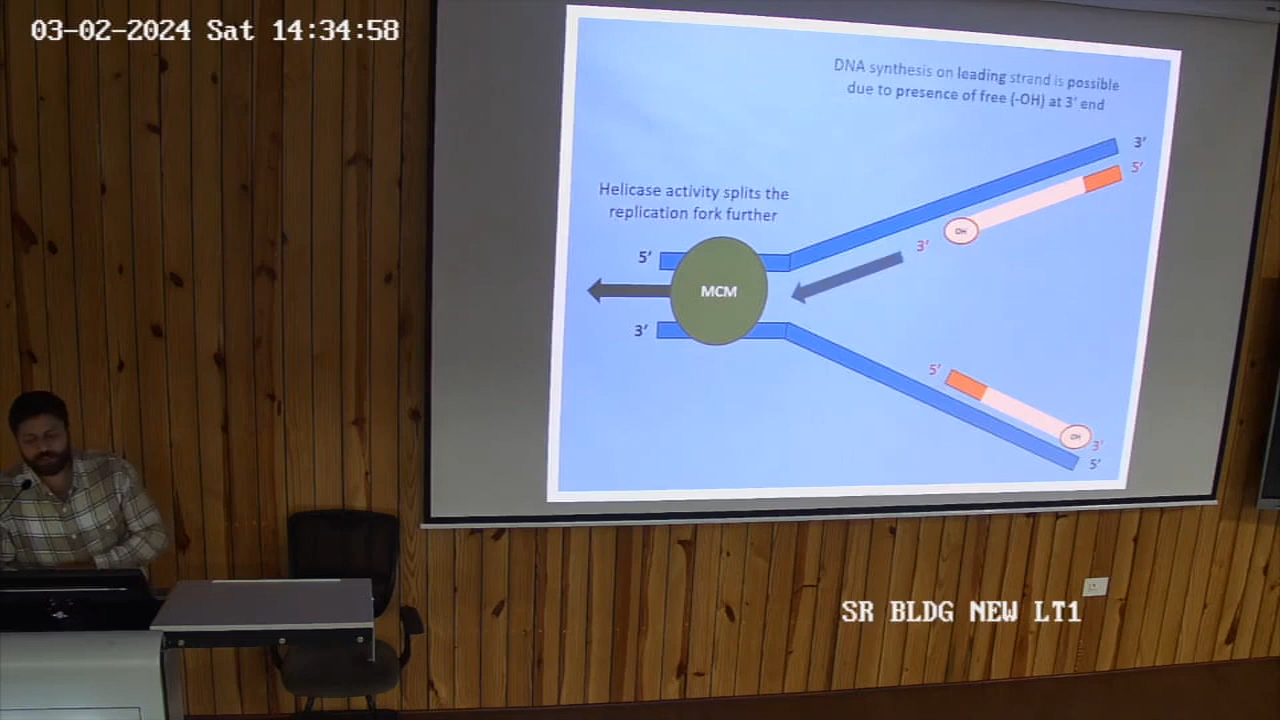 03-02-2024 Sat 14:34:58
DNA synthesis on leading strand is possible
due to presence of free (-OH) at 3' end
3'
5'
Helicase activity splits the
replication fork further
OH
3'
5'
MCM
3'
5'
OH
3'
5'
SR BLDG NEW LT1